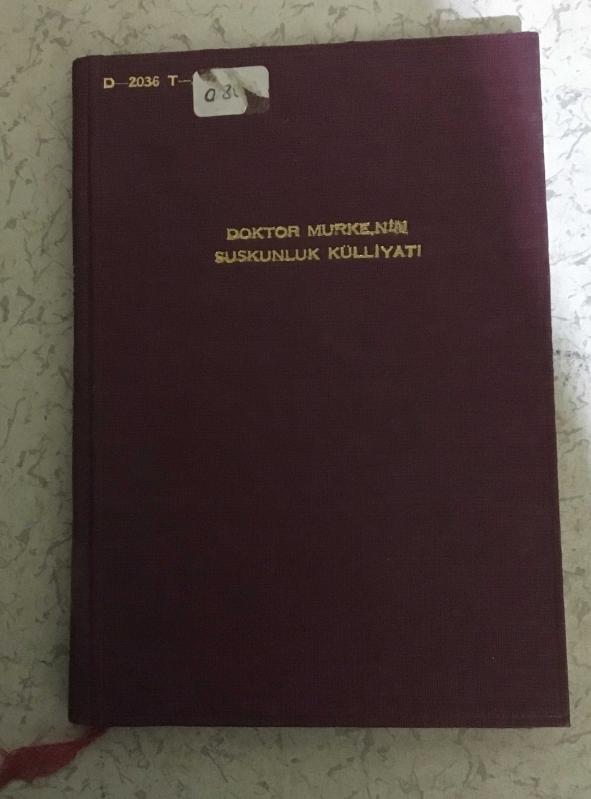 D—2036 T—
DOKTOR MURKE,NİN
SUSKUNLUK KÜLLİYATI